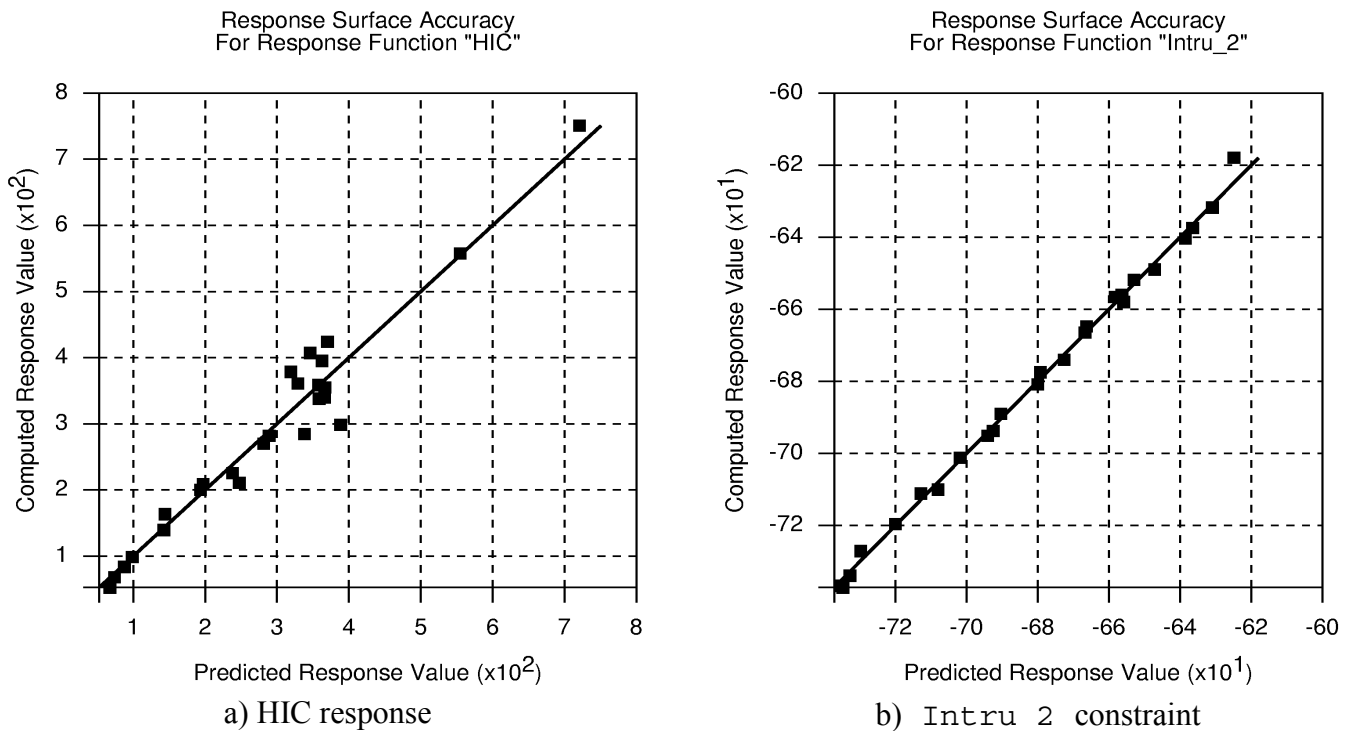 Response Surface Accuracy
For Response Function "HIC"
8
7
6
5
4
3
2
1
Computed Response Value (x10²)
1 2 3 4 5 6 7 8
Predicted Response Value (x10²)
a) HIC response
Response Surface Accuracy
For Response Function "Intru_2"
-60
-62
-64
-66
-68
-70
-72
Computed Response Value (x10¹)
-72 -70 -68 -66 -64 -62 -60
Predicted Response Value (x10¹)
b) Intru 2 constraint